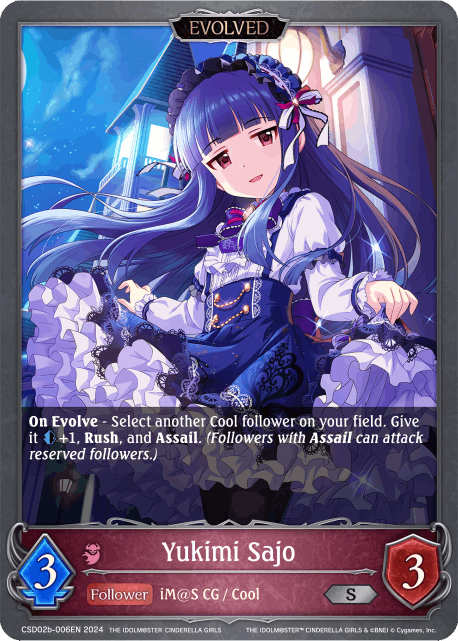 EVOLVED
On Evolve - Select another Cool follower on your field. Give
it +1, Rush, and Assail. (Followers with Assail can attack
reserved followers.)
Yukimi Sajo
3
Follower iM@S CG / Cool
S
3
CSD02b-006EN 2024 THE IDOLM@STER CINDERELLA GIRLS THE IDOLM@STER™ CINDERELLA GIRLS & ©BNEI © Cygames, Inc.